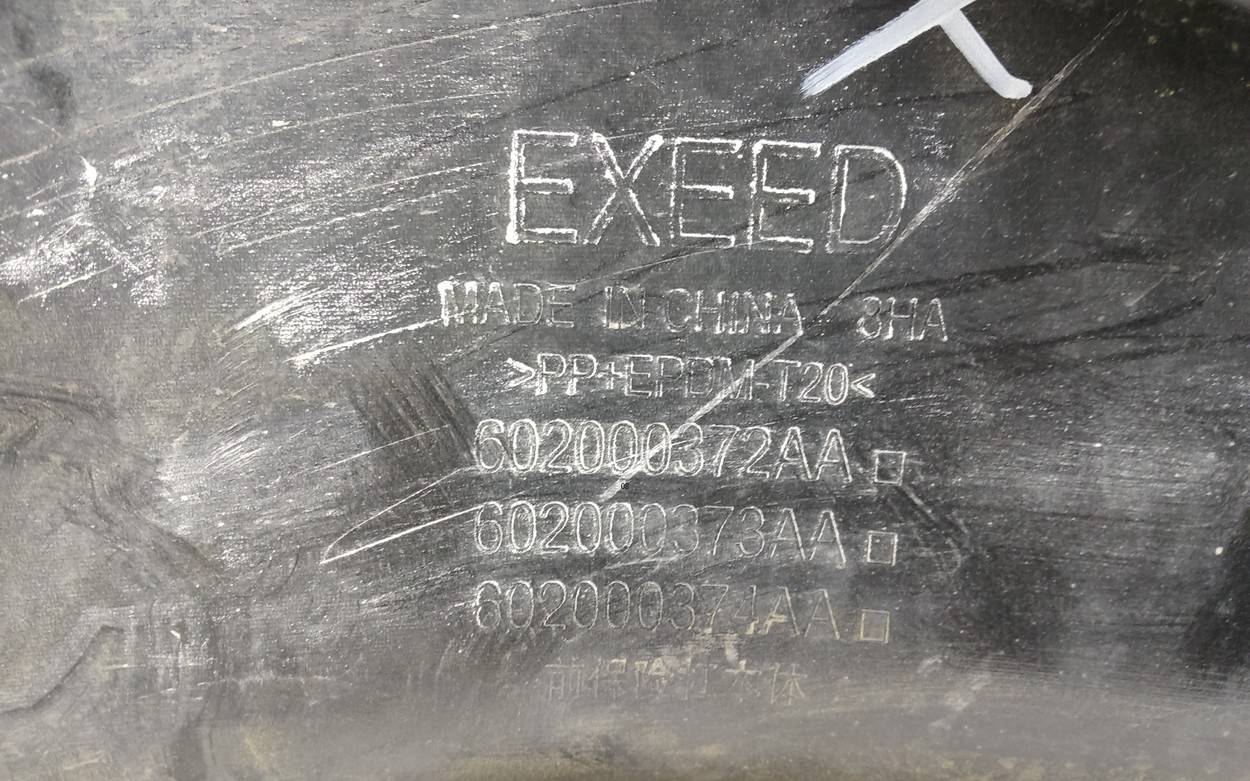 EXEED
MADE IN CHINA 8HA
>PP+EPDM-T20<
602000372AA □
602000373AA □
602000374AA □
前保险杠本体